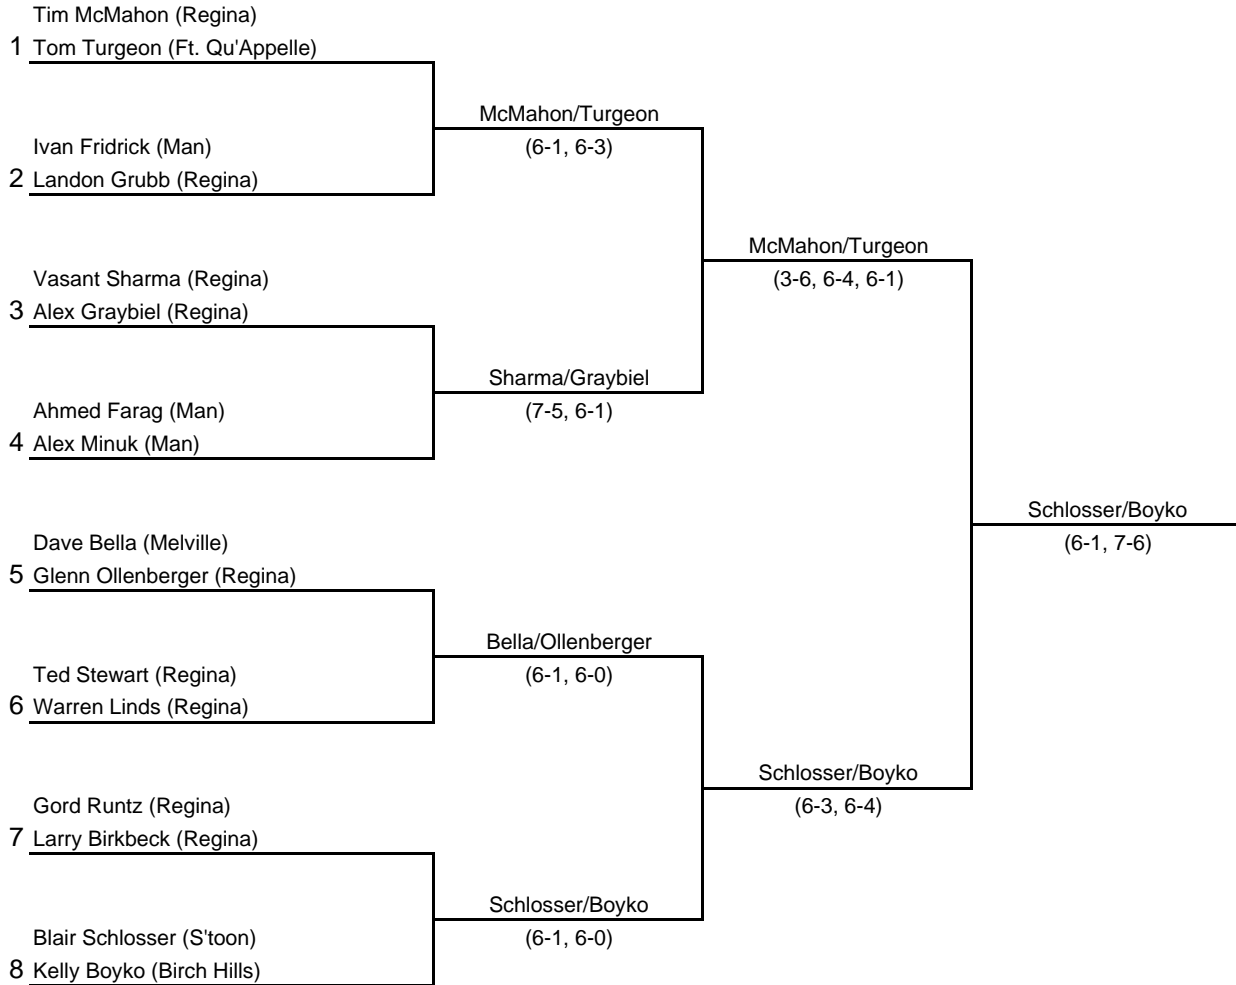 Tim McMahon (Regina)
1 Tom Turgeon (Ft. Qu'Appelle)
McMahon/Turgeon
(6-1, 6-3)
Ivan Fridrick (Man)
2 Landon Grubb (Regina)
McMahon/Turgeon
(3-6, 6-4, 6-1)
Vasant Sharma (Regina)
3 Alex Graybiel (Regina)
Sharma/Graybiel
(7-5, 6-1)
Ahmed Farag (Man)
4 Alex Minuk (Man)
Schlosser/Boyko
(6-1, 7-6)
Dave Bella (Melville)
5 Glenn Ollenberger (Regina)
Bella/Ollenberger
(6-1, 6-0)
Ted Stewart (Regina)
6 Warren Linds (Regina)
Schlosser/Boyko
(6-3, 6-4)
Gord Runtz (Regina)
7 Larry Birkbeck (Regina)
Schlosser/Boyko
(6-1, 6-0)
Blair Schlosser (S'toon)
8 Kelly Boyko (Birch Hills)